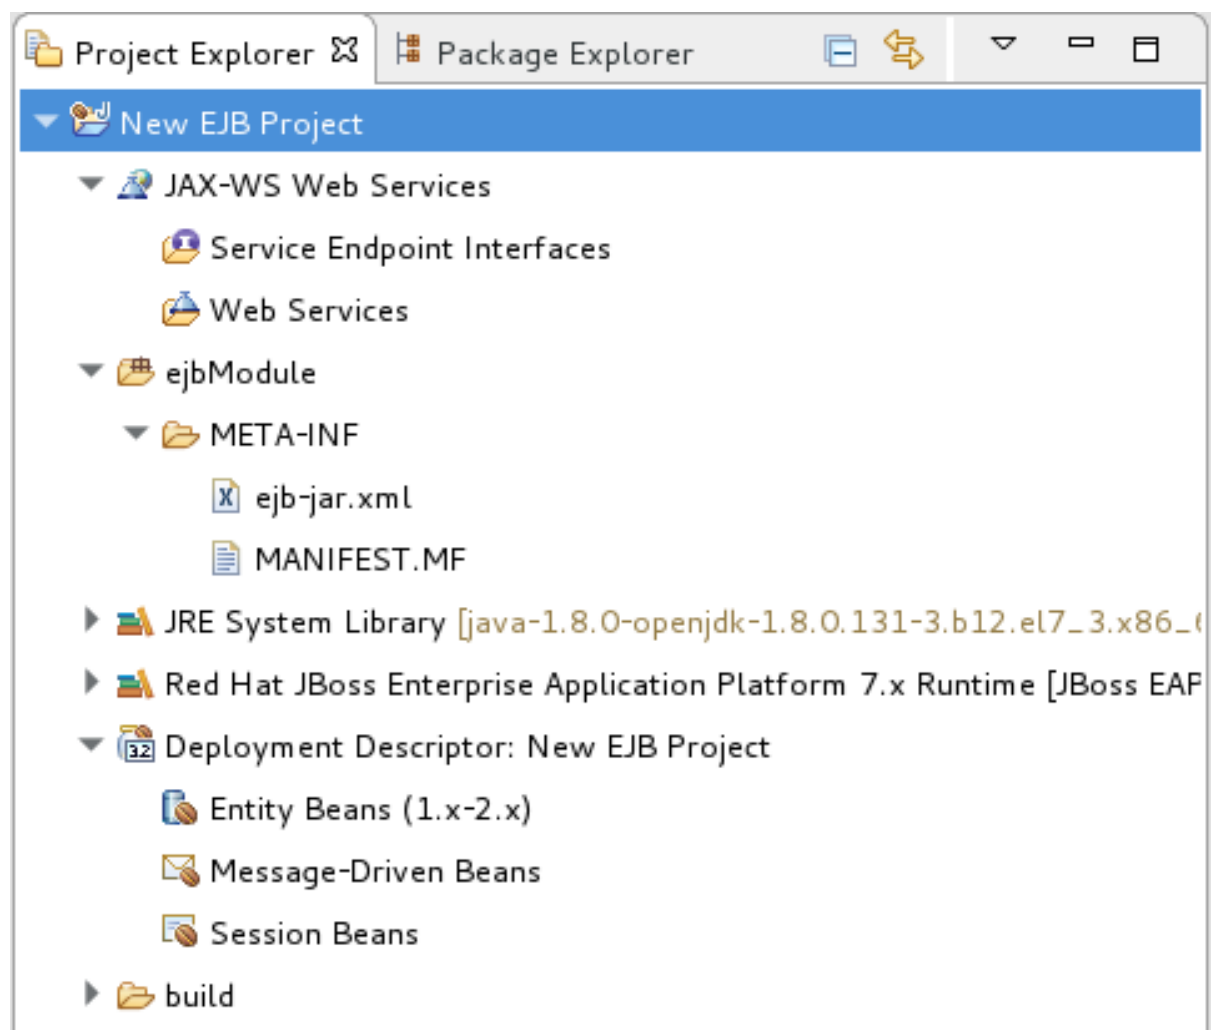 Project Explorer Package Explorer
New EJB Project
JAX-WS Web Services
Service Endpoint Interfaces
Web Services
ejbModule
META-INF
ejb-jar.xml
MANIFEST.MF
JRE System Library [java-1.8.0-openjdk-1.8.0.131-3.b12.el7_3.x86_6
Red Hat JBoss Enterprise Application Platform 7.x Runtime [JBoss EAP
3.2 Deployment Descriptor: New EJB Project
Entity Beans (1.x-2.x)
Message-Driven Beans
Session Beans
build